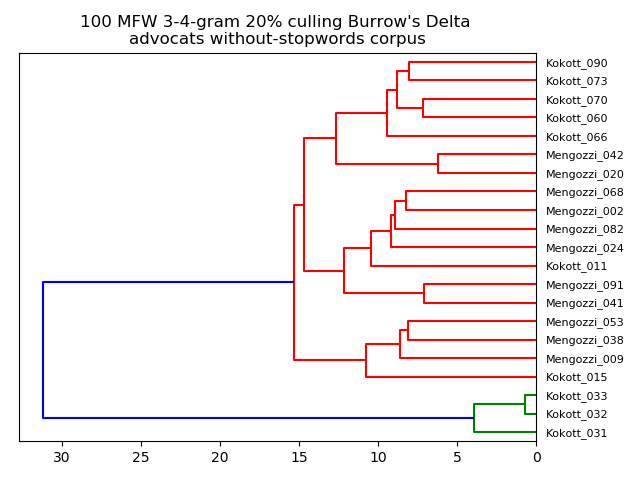 100 MFW 3-4-gram 20% culling Burrow's Delta
advocats without-stopwords corpus
Kokott_090
Kokott_073
Kokott_070
Kokott_060
Kokott_066
Mengozzi_042
Mengozzi_020
Mengozzi_068
Mengozzi_002
Mengozzi_082
Mengozzi_024
Kokott_011
Mengozzi_091
Mengozzi_041
Mengozzi_053
Mengozzi_038
Mengozzi_009
Kokott_015
Kokott_033
Kokott_032
Kokott_031
30 25 20 15 10 5 0